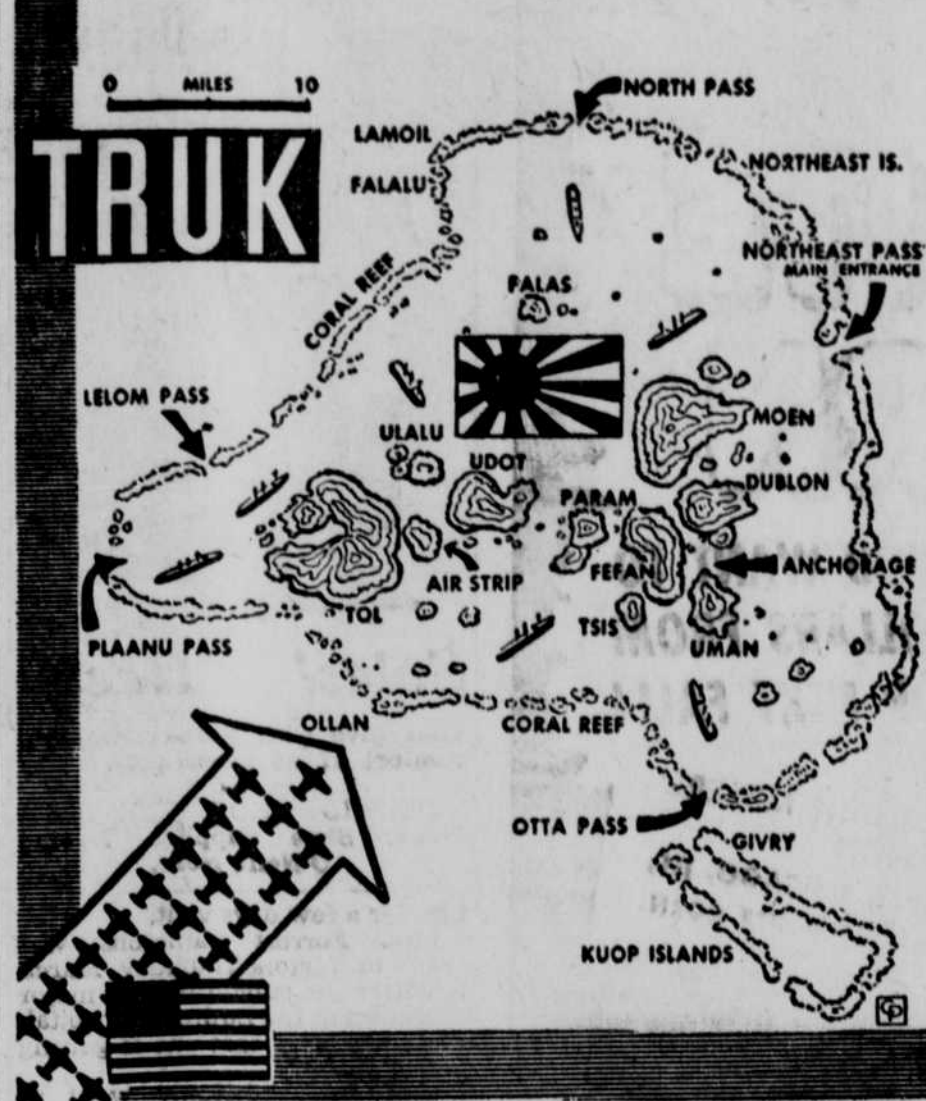 0 MILES 10
TRUK
NORTH PASS
LAMOIL
NORTHEAST IS.
FALALU
NORTHEAST PASS
MAIN ENTRANCE
CORAL REEF
FALAS
LELOM PASS
ULALU
MOEN
UDOT
DUBLON
PARAM
FEFAN
ANCHORAGE
AIR STRIP
TOL
TSIS
PLAANU PASS
UMAN
OLLAN
CORAL REEF
OTTA PASS
GIVRY
KUOP ISLANDS
CP